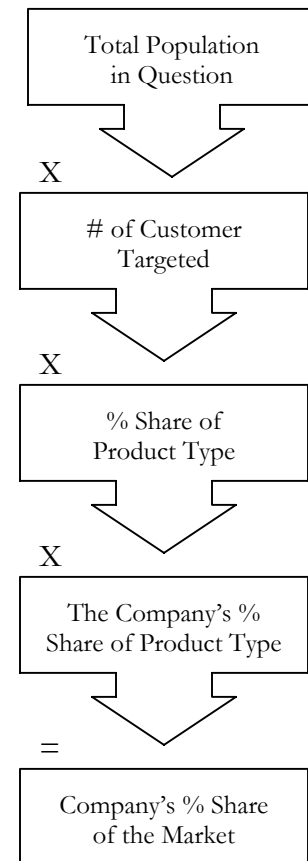 Total Population
in Question
X
# of Customer
Targeted
X
% Share of
Product Type
X
The Company’s %
Share of Product Type
=
Company’s % Share
of the Market